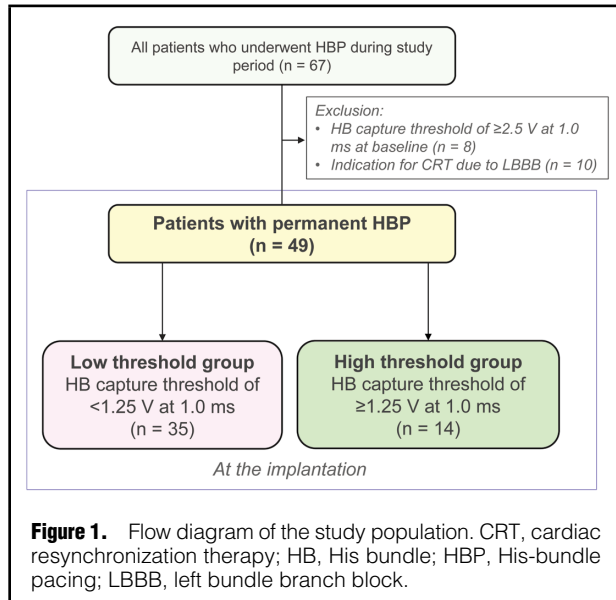 All patients who underwent HBP during study
period (n = 67)
Exclusion:
• HB capture threshold of ≥2.5 V at 1.0
ms at baseline (n = 8)
• Indication for CRT due to LBBB (n = 10)
Patients with permanent HBP
(n = 49)
Low threshold group
HB capture threshold of
<1.25 V at 1.0 ms
(n = 35)
High threshold group
HB capture threshold of
≥1.25 V at 1.0 ms
(n = 14)
At the implantation
Figure 1. Flow diagram of the study population. CRT, cardiac
resynchronization therapy; HB, His bundle; HBP, His-bundle
pacing; LBBB, left bundle branch block.